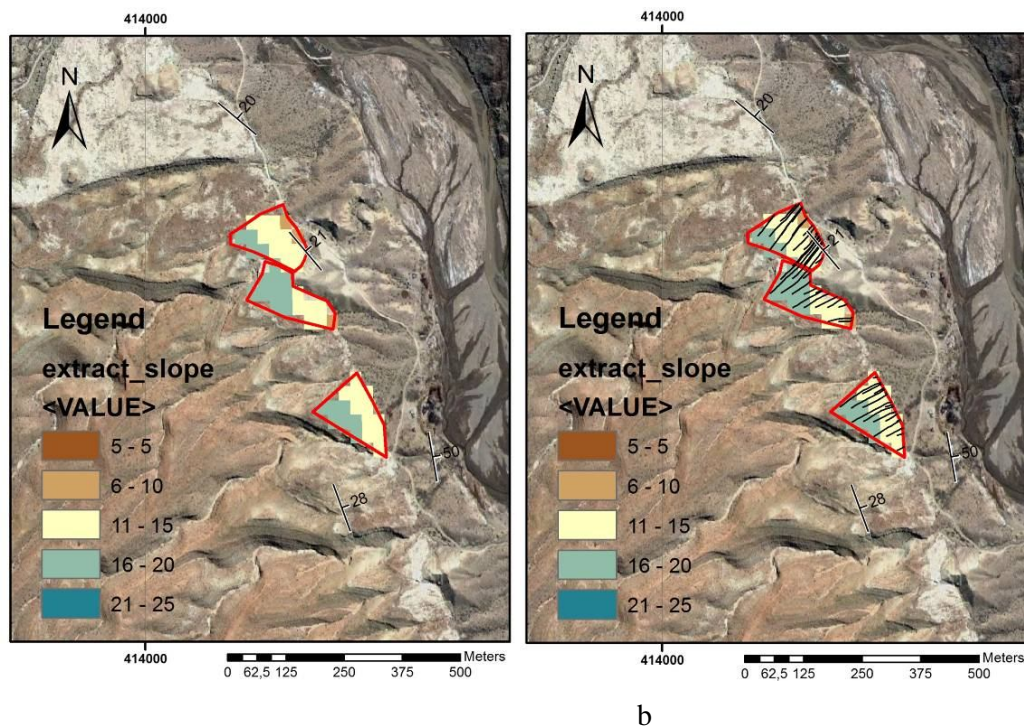 414000
N
20
21
Legend
extract_slope
<VALUE>
5 - 5
6 - 10
11 - 15
16 - 20
21 - 25
50
28
414000
Meters
0 62,5 125 250 375 500
414000
N
20
21
Legend
extract_slope
<VALUE>
5 - 5
6 - 10
11 - 15
16 - 20
21 - 25
50
28
414000
Meters
0 62,5 125 250 375 500
b